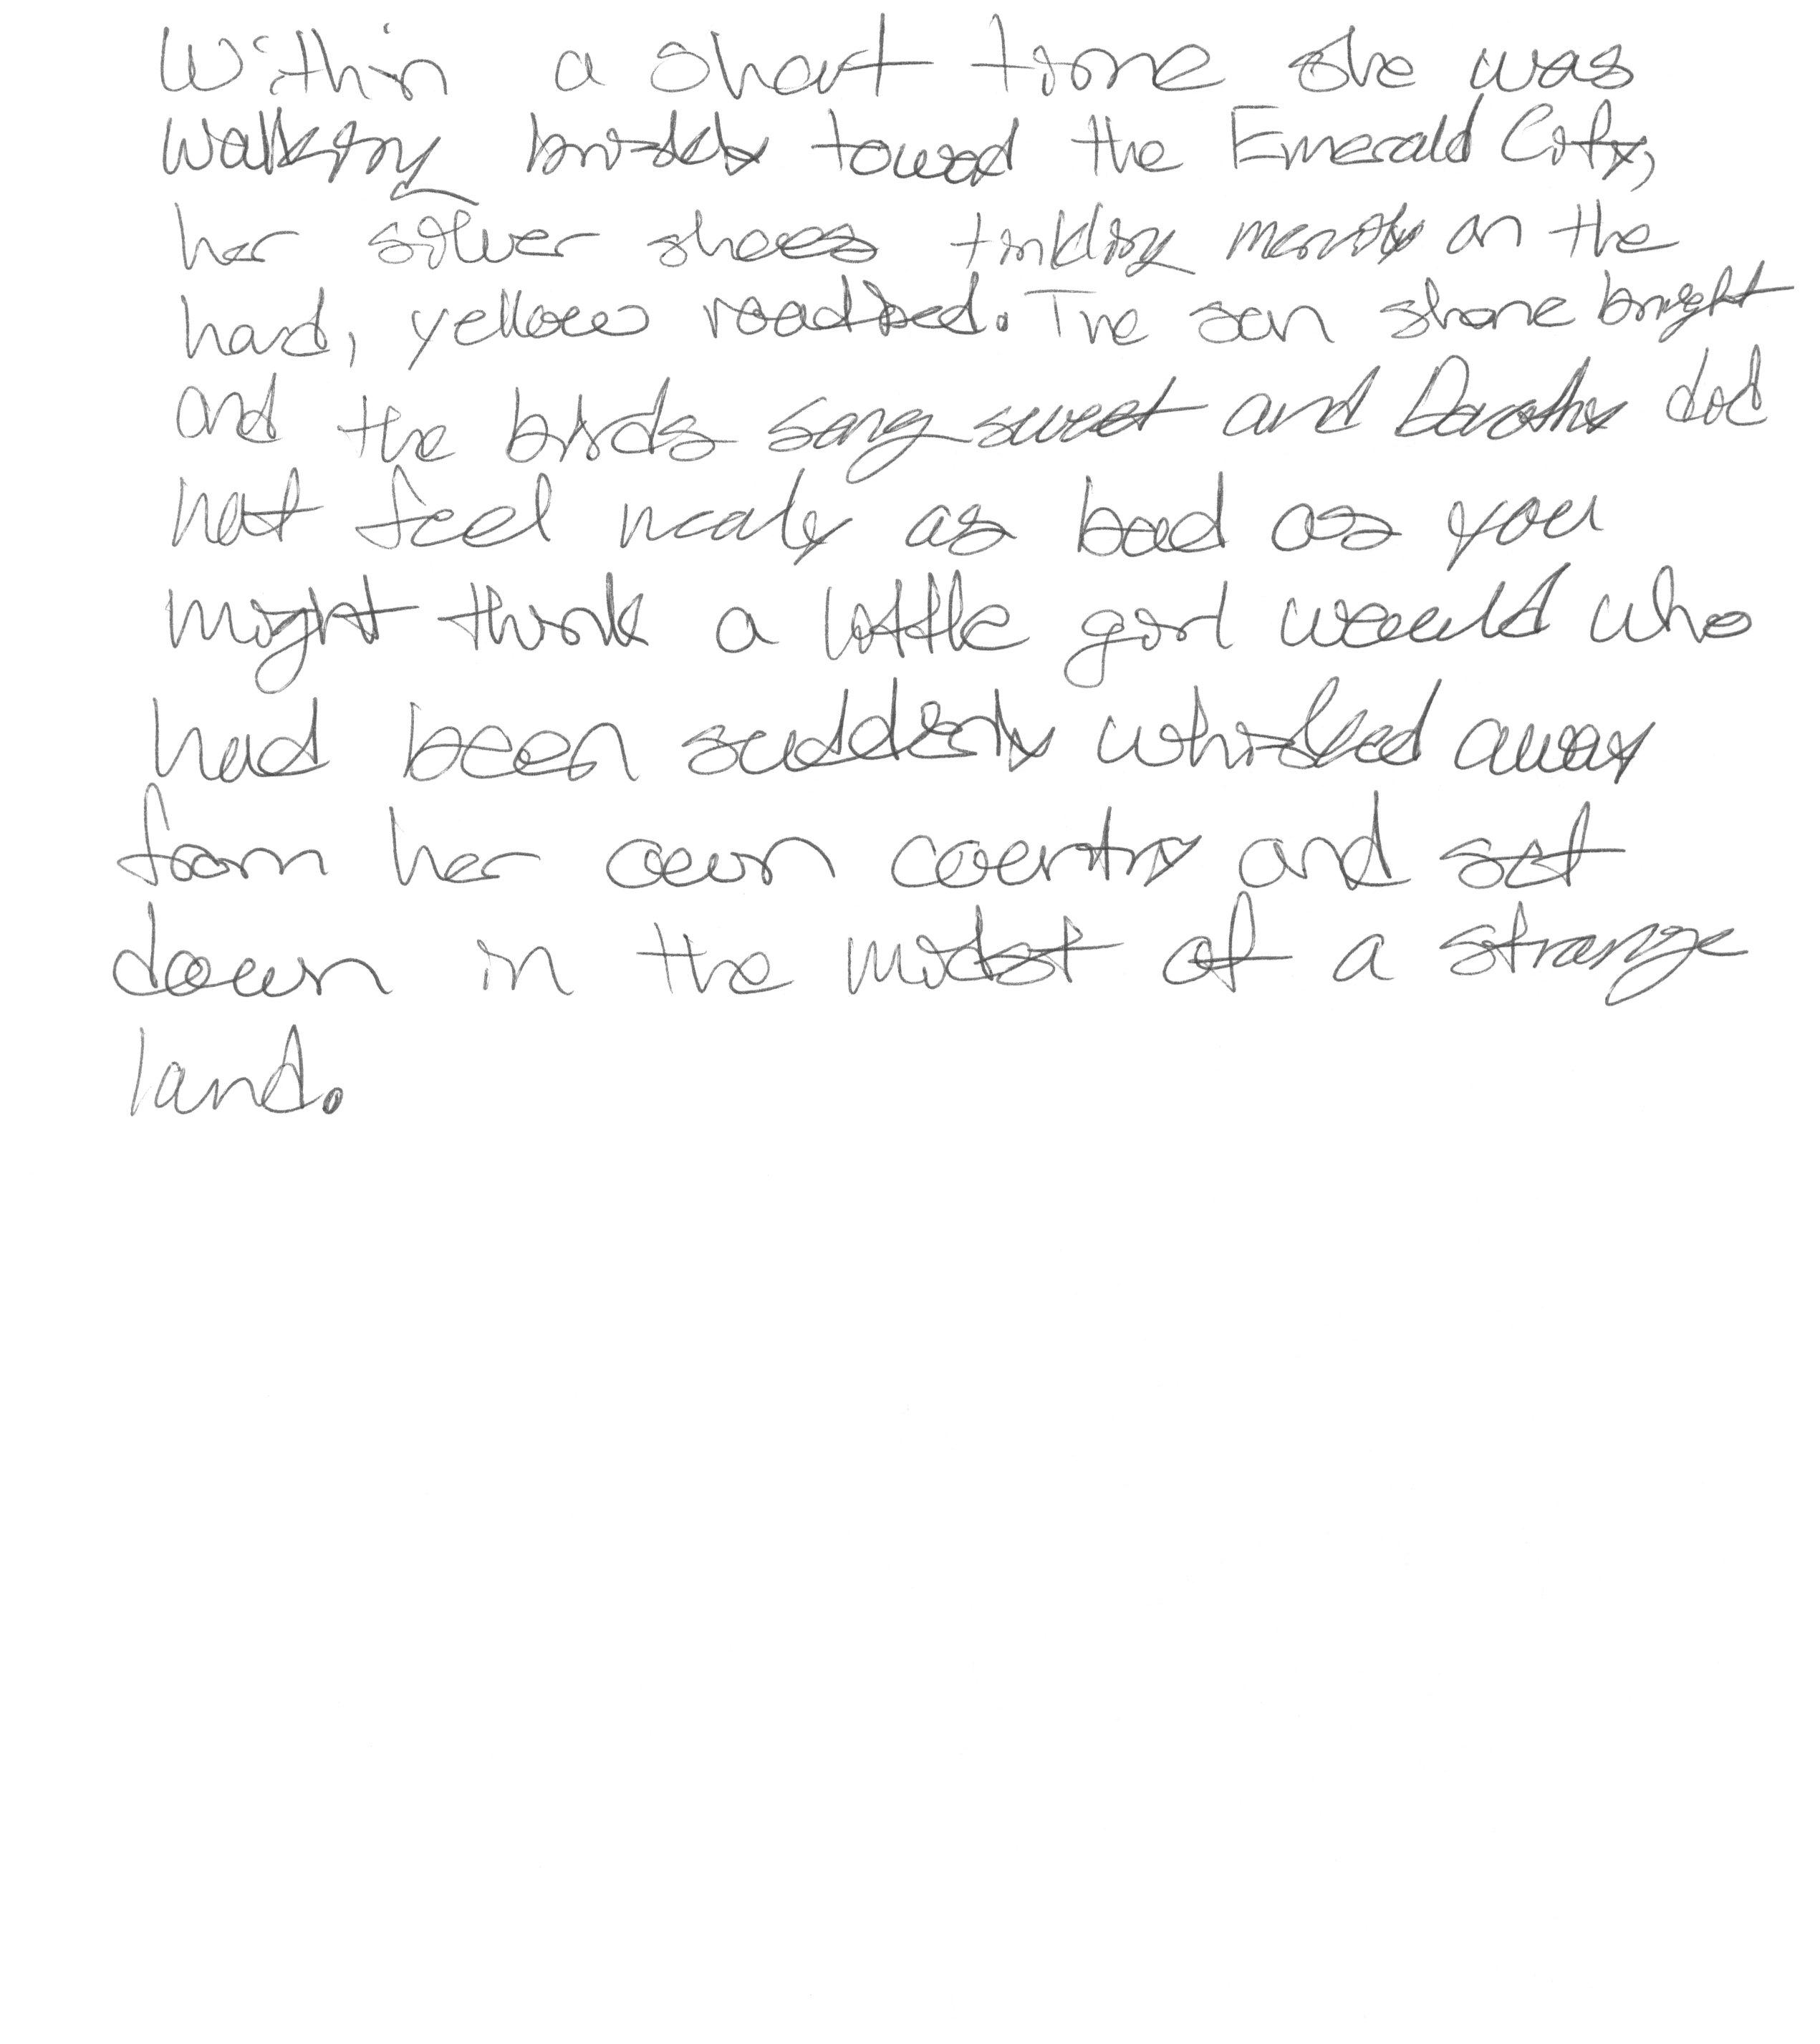 Within a short time she was
walking briskly toward the Emerald City,
her silver shoes tinkling merrily on the
hard, yellow roadbed. The sun shone bright
and the birds sang sweet and Dorothy did
not feel nearly as bad as you
might think a little girl would who
had been suddenly whisked away
from her own country and set
down in the midst of a strange
land.